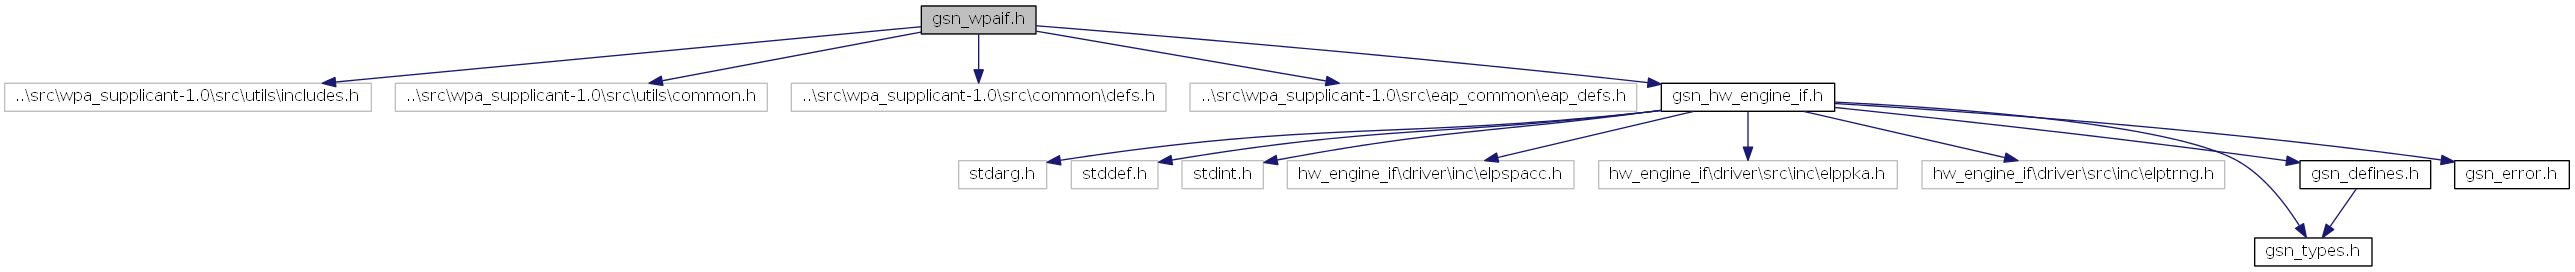 gsn_wpaif.h
..\src\wpa_supplicant-1.0\src\utils\includes.h
..\src\wpa_supplicant-1.0\src\utils\common.h
..\src\wpa_supplicant-1.0\src\common\defs.h
..\src\wpa_supplicant-1.0\src\eap_common\eap_defs.h
gsn_hw_engine_if.h
stdarg.h
stddef.h
stdint.h
hw_engine_if\driver\inc\elpspacc.h
hw_engine_if\driver\src\inc\elppka.h
hw_engine_if\driver\src\inc\elptrng.h
gsn_defines.h
gsn_error.h
gsn_types.h